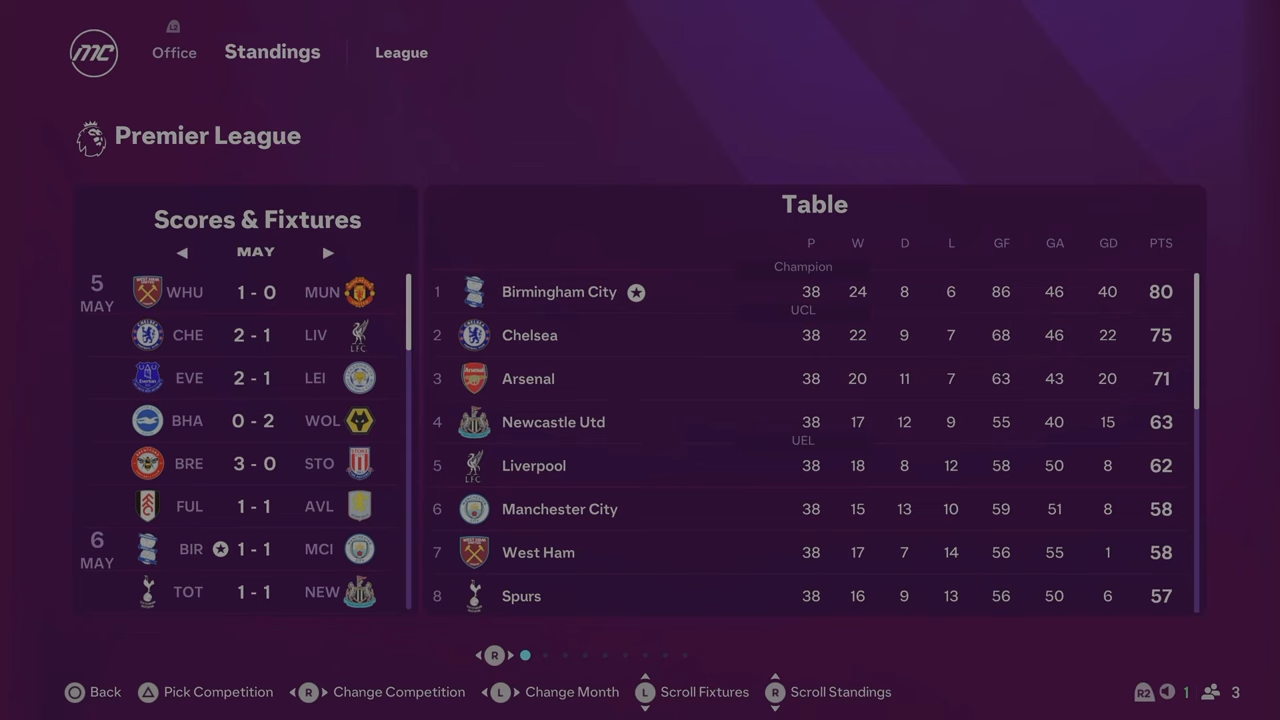 L2
MC Office Standings League
Premier League
Scores & Fixtures
MAY
5 MAY
WHU 1 - 0 MUN
CHE 2 - 1 LIV
EVE 2 - 1 LEI
BHA 0 - 2 WOL
BRE 3 - 0 STO
FUL 1 - 1 AVL
6 MAY
BIR 1 - 1 MCI
TOT 1 - 1 NEW
Table
P W D L GF GA GD PTS
Champion
1 Birmingham City 38 24 8 6 86 46 40 80
UCL
2 Chelsea 38 22 9 7 68 46 22 75
3 Arsenal 38 20 11 7 63 43 20 71
4 Newcastle Utd 38 17 12 9 55 40 15 63
UEL
5 Liverpool 38 18 8 12 58 50 8 62
6 Manchester City 38 15 13 10 59 51 8 58
7 West Ham 38 17 7 14 56 55 1 58
8 Spurs 38 16 9 13 56 50 6 57
R
Back Pick Competition R Change Competition L Change Month L Scroll Fixtures R Scroll Standings R2 1 3